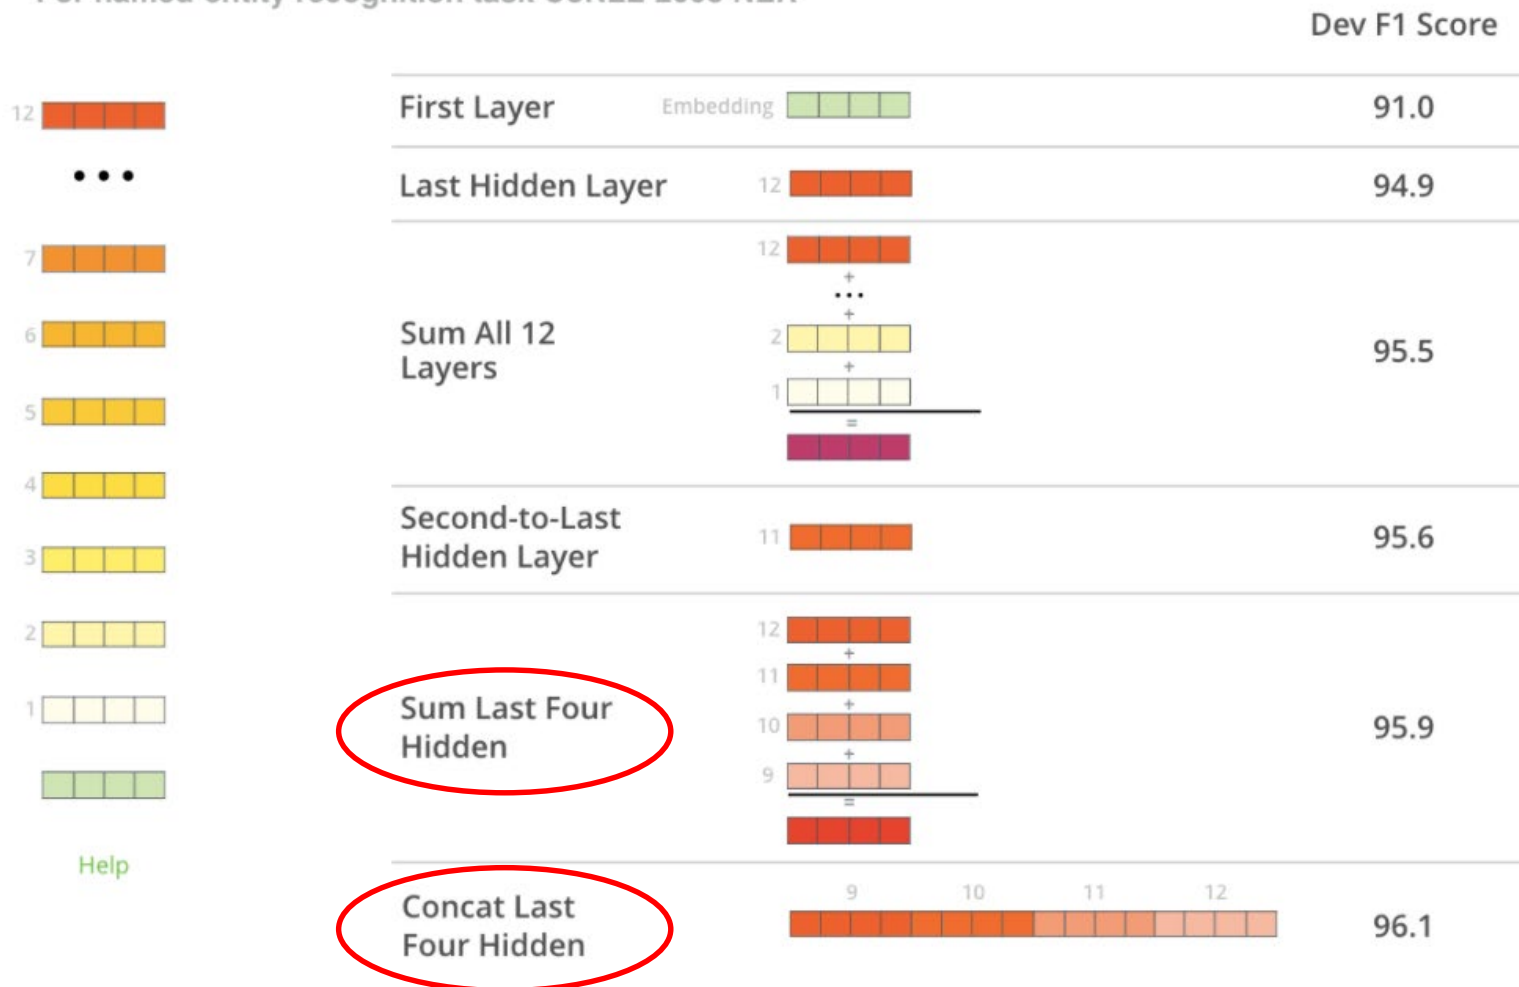 Dev F1 Score
12
7
6
5
4
3
2
1
Help
First Layer Embedding 91.0
Last Hidden Layer 12 94.9
12
+
...
+
Sum All 12
Layers
2
+
1
=
95.5
Second-to-Last
Hidden Layer
11
95.6
Sum Last Four
Hidden
12
+
11
+
10
+
9
=
95.9
Concat Last
Four Hidden
9 10 11 12
96.1